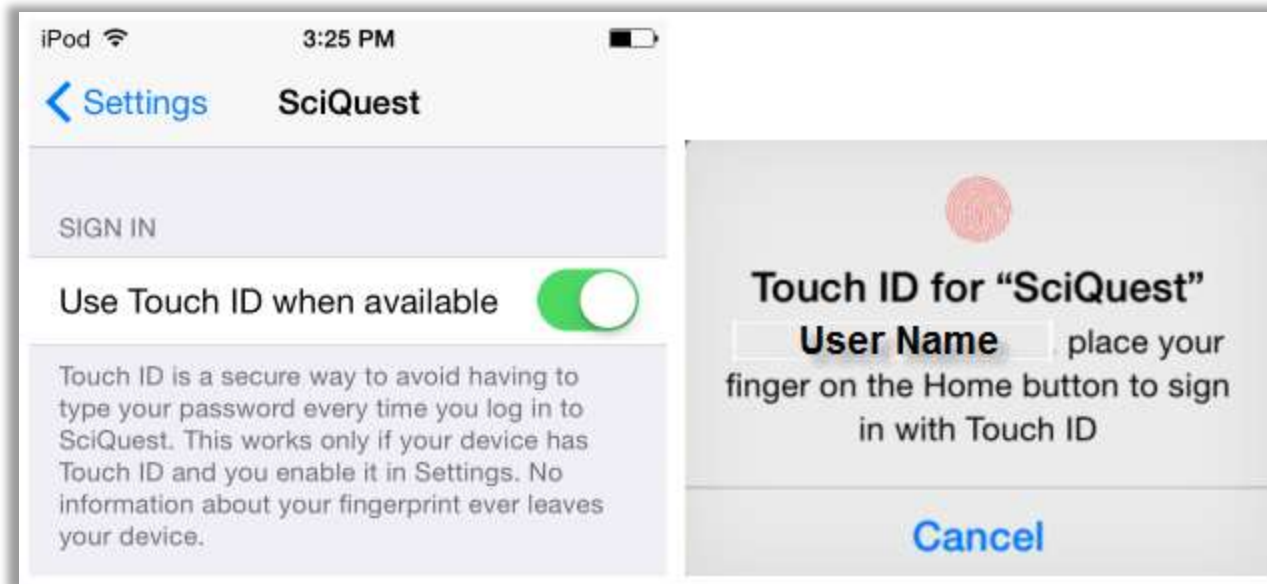 iPod 3:25 PM
Settings SciQuest
SIGN IN
Use Touch ID when available
Touch ID is a secure way to avoid having to
type your password every time you log in to
SciQuest. This works only if your device has
Touch ID and you enable it in Settings. No
information about your fingerprint ever leaves
your device.
Touch ID for “SciQuest”
User Name place your
finger on the Home button to sign
in with Touch ID
Cancel